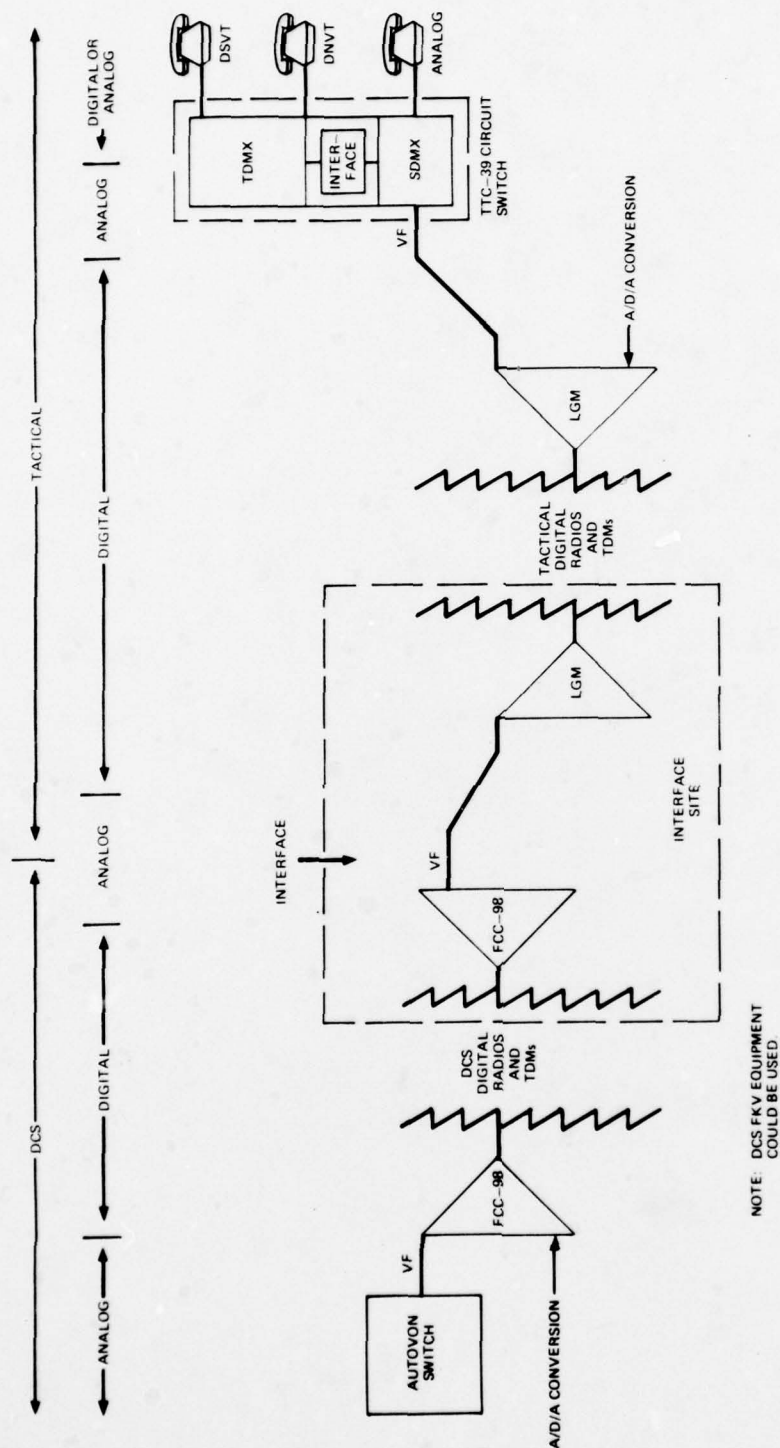 DCS
TACTICAL
ANALOG
DIGITAL
ANALOG
DIGITAL
ANALOG
DIGITAL OR
ANALOG
AUTOVON
SWITCH
VF
FCC-98
A/D/A CONVERSION
DCS
DIGITAL
RADIOS
AND
TDMs
INTERFACE
FCC-98
VF
LGM
INTERFACE
SITE
TACTICAL
DIGITAL
RADIOS
AND
TDMs
LGM
A/D/A CONVERSION
VF
TDMX
INTER-
FACE
SDMX
TTC-39 CIRCUIT
SWITCH
DSVT
DNVT
ANALOG
NOTE: DCS FKV EQUIPMENT
COULD BE USED.